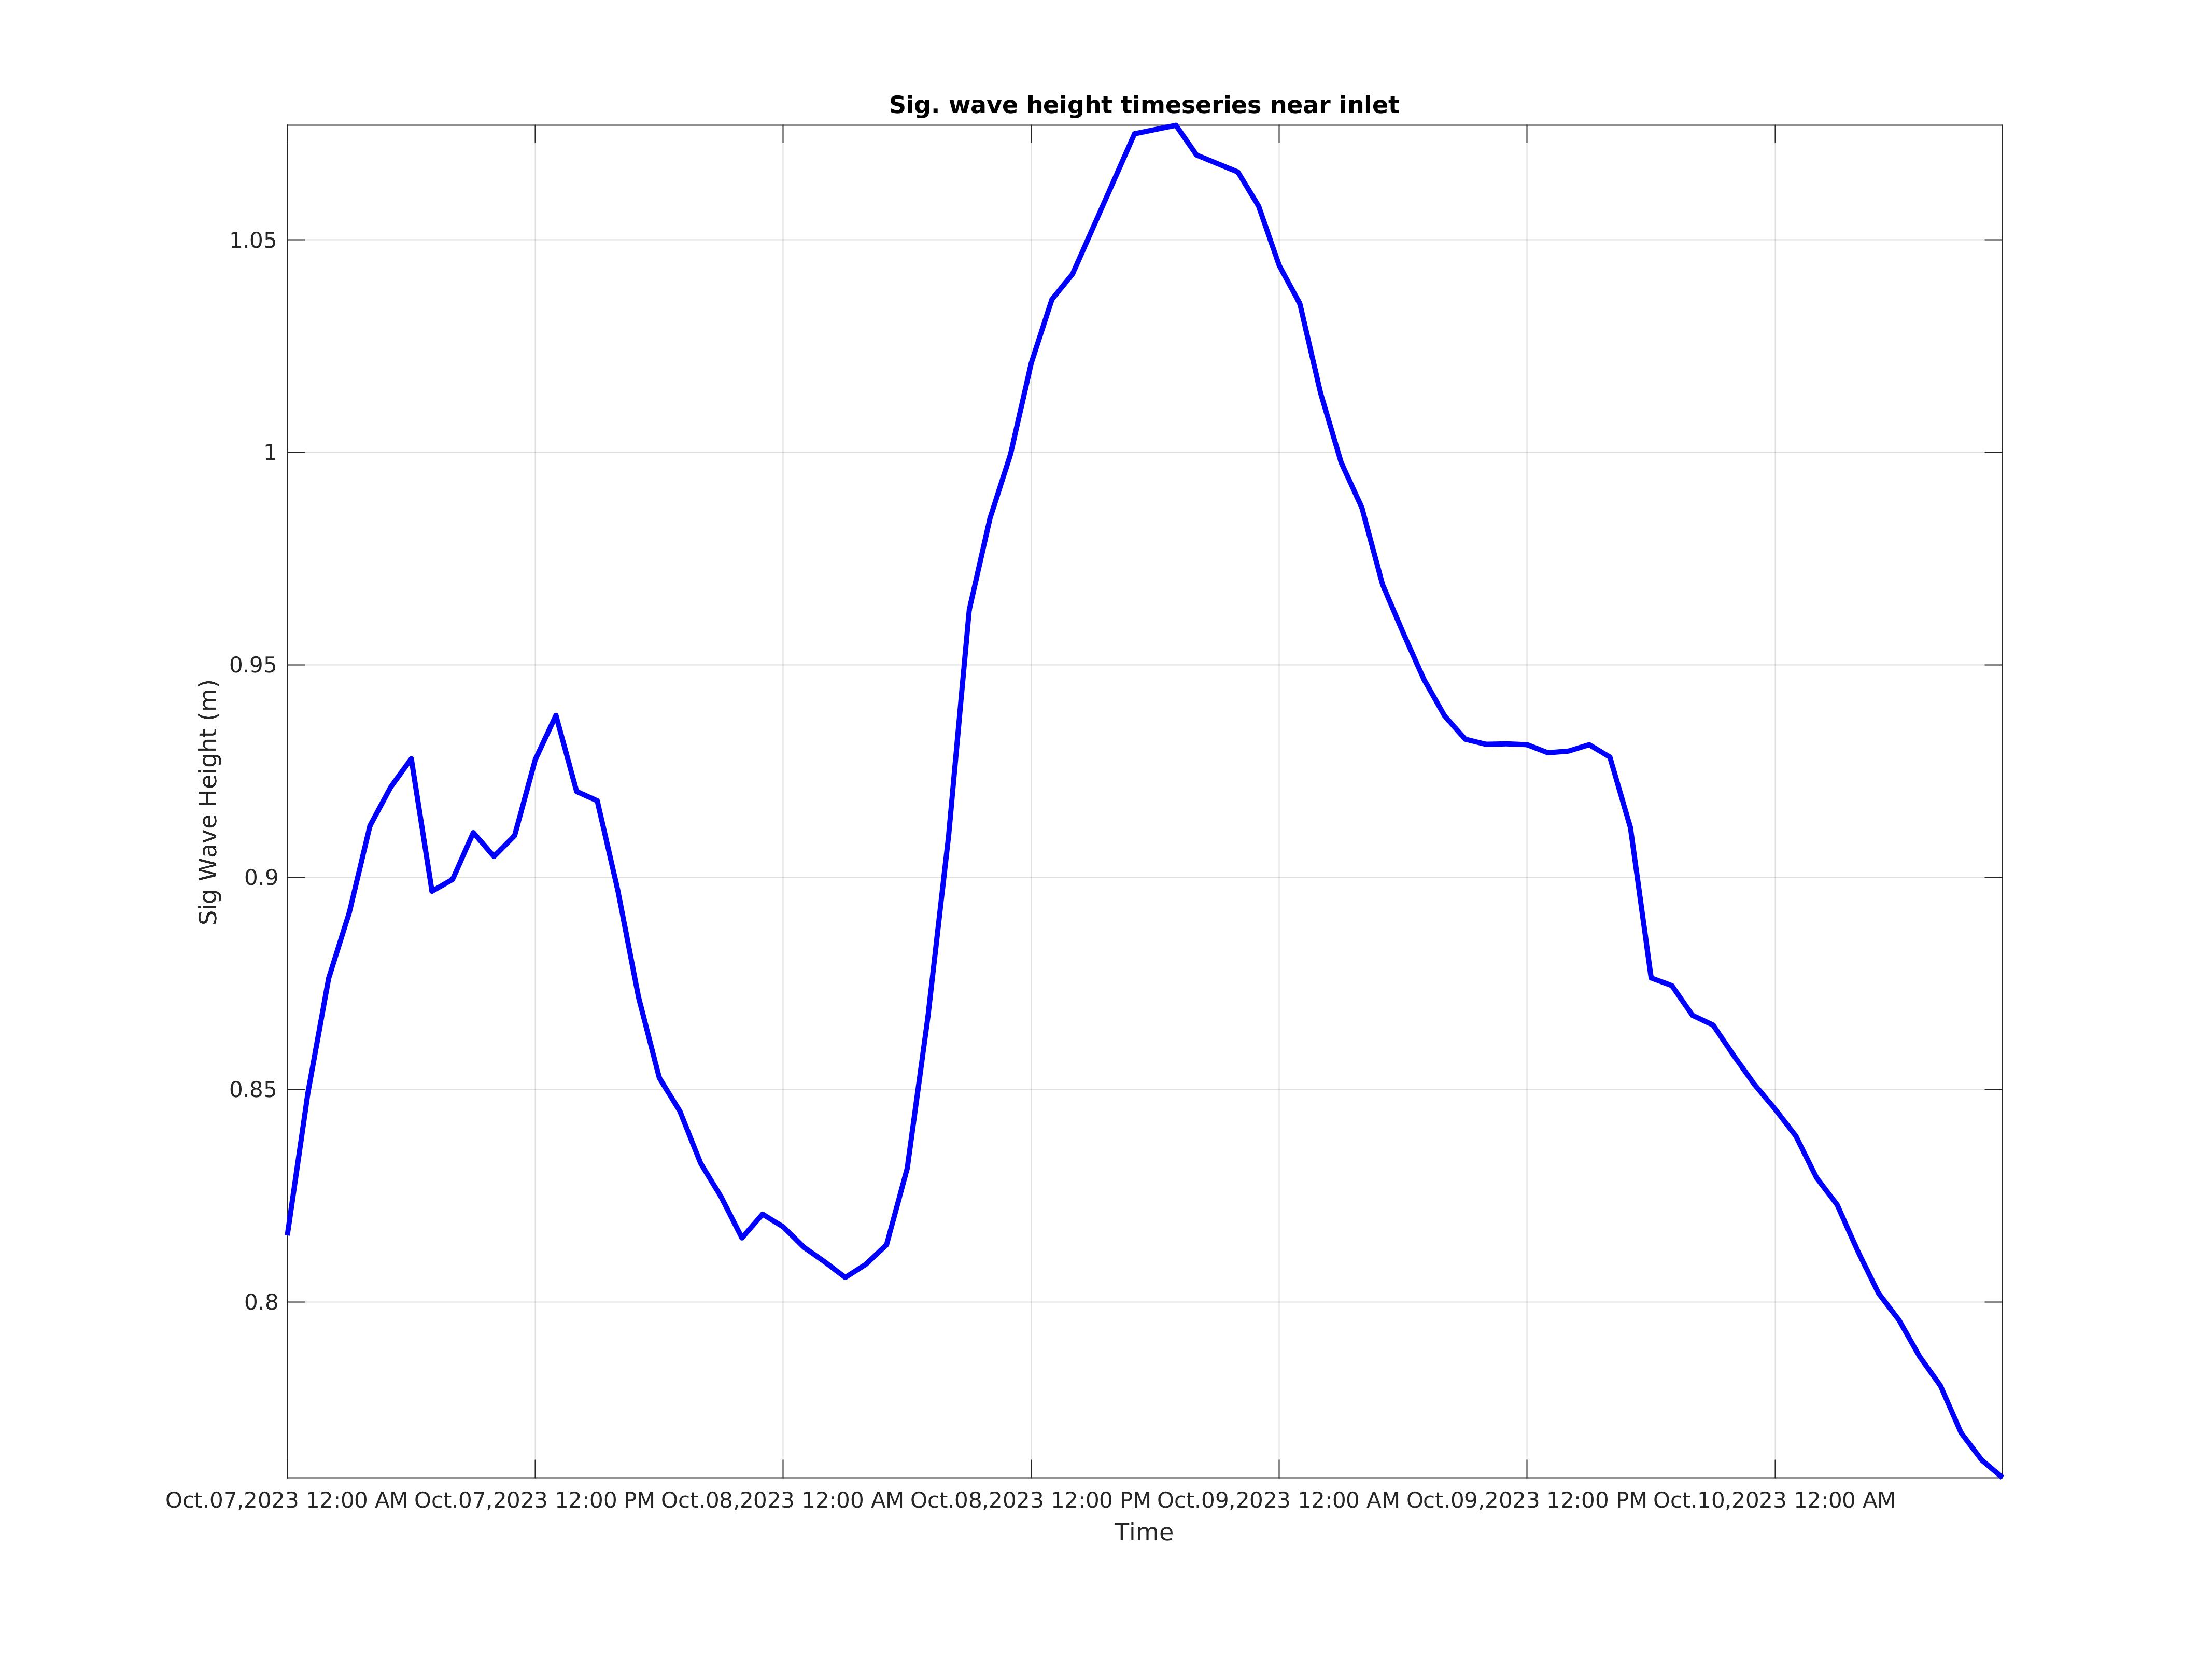 Sig. wave height timeseries near inlet
1.05
1
0.95
0.9
0.85
0.8
Sig Wave Height (m)
Oct.07,2023 12:00 AM Oct.07,2023 12:00 PM Oct.08,2023 12:00 AM Oct.08,2023 12:00 PM Oct.09,2023 12:00 AM Oct.09,2023 12:00 PM Oct.10,2023 12:00 AM
Time